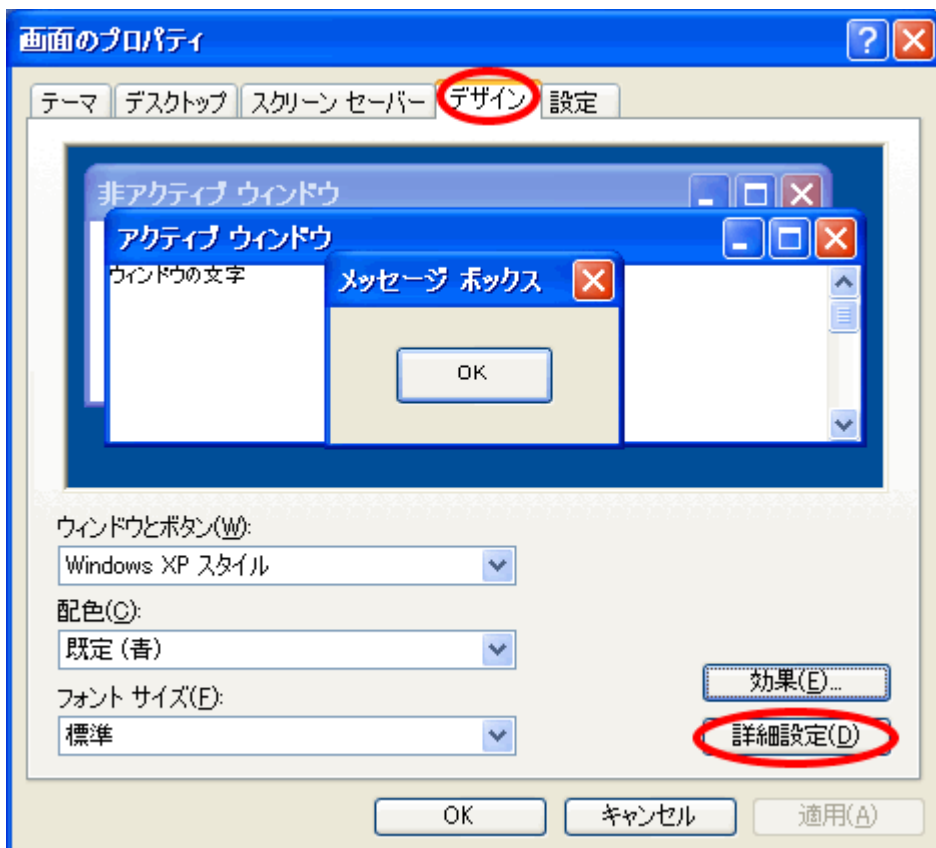 画面のプロパティ
テーマ デスクトップ スクリーン セーバー デザイン 設定
非アクティブ ウィンドウ
アクティブ ウィンドウ
ウィンドウの文字
メッセージ ボックス
OK
ウィンドウとボタン(W):
Windows XP スタイル
配色(C):
既定 (青)
フォント サイズ(F):
標準
効果(E)...
詳細設定(D)
OK キャンセル 適用(A)